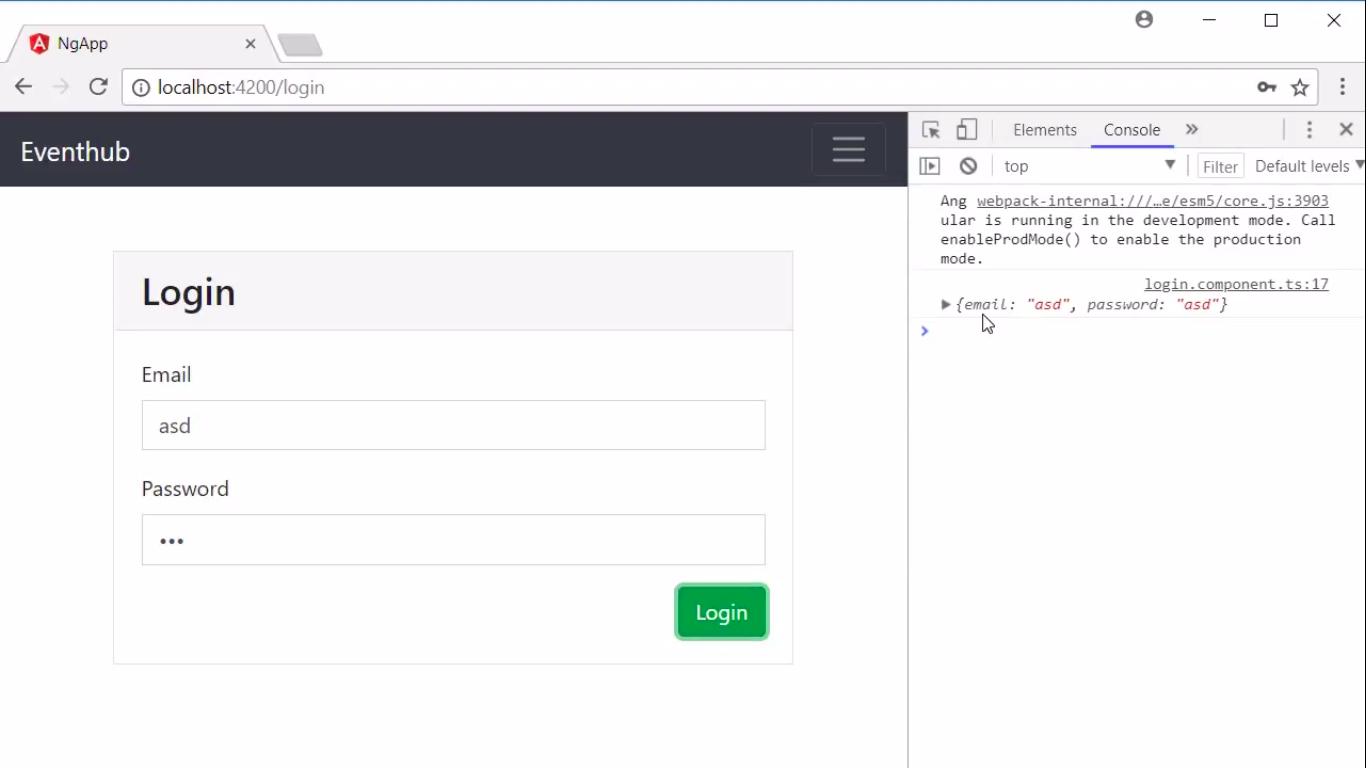 NgApp
localhost:4200/login
Eventhub
Login
Email
asd
Password
•••
Login
Elements Console »
top Filter Default levels
Ang webpack-internal:///…e/esm5/core.js:3903
ular is running in the development mode. Call
enableProdMode() to enable the production
mode.
login.component.ts:17
{email: "asd", password: "asd"}